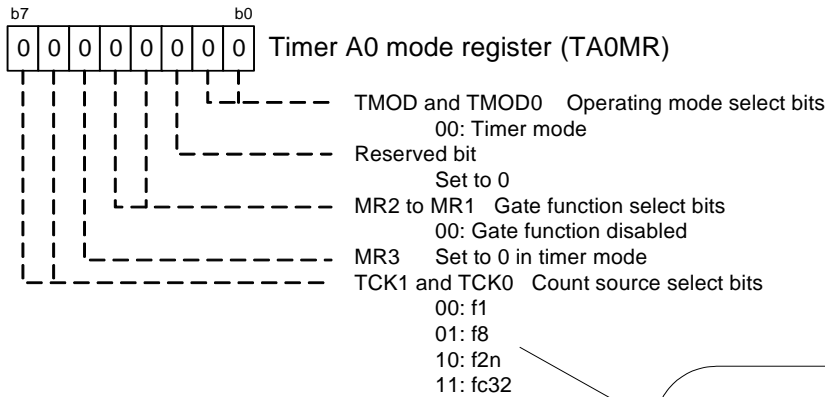 b7 b0
0 0 0 0 0 0 0 0 Timer A0 mode register (TA0MR)
TMOD and TMOD0 Operating mode select bits
00: Timer mode
Reserved bit
Set to 0
MR2 to MR1 Gate function select bits
00: Gate function disabled
MR3 Set to 0 in timer mode
TCK1 and TCK0 Count source select bits
00: f1
01: f8
10: f2n
11: fc32